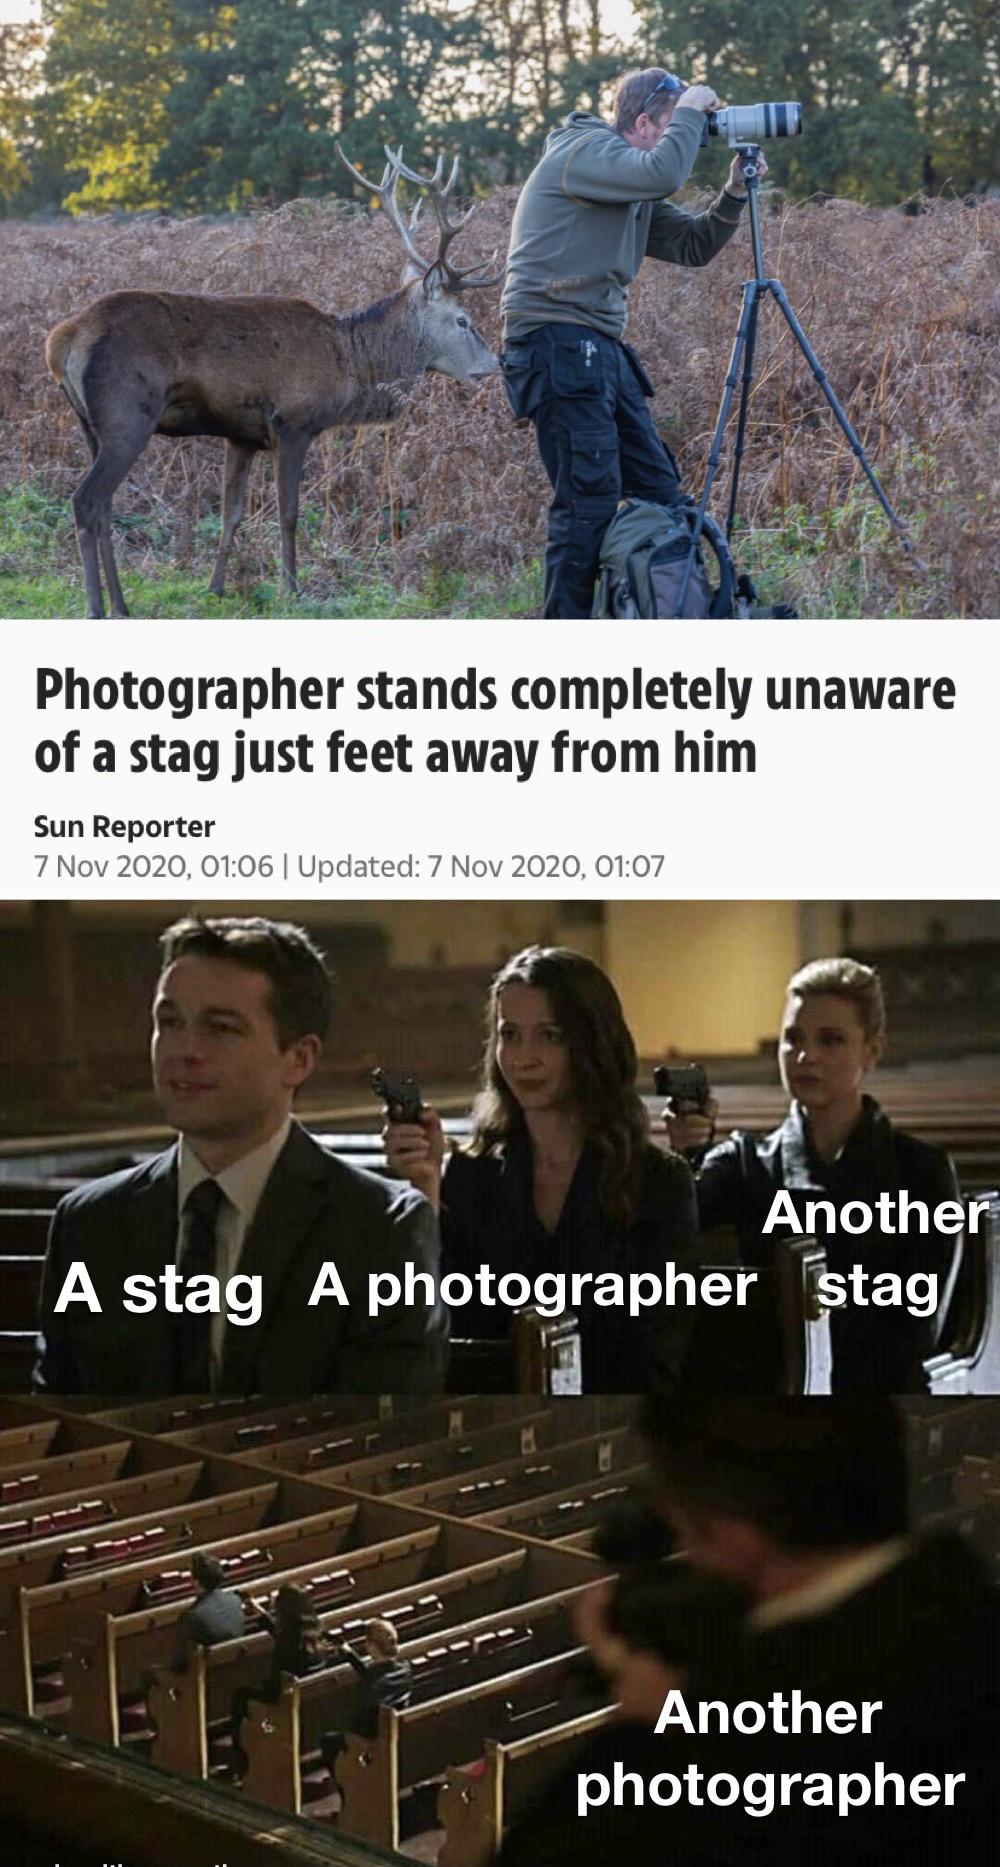 Photographer stands completely unaware
of a stag just feet away from him
Sun Reporter
7 Nov 2020, 01:06 | Updated: 7 Nov 2020, 01:07
A stag
A photographer
Another
stag
Another
photographer